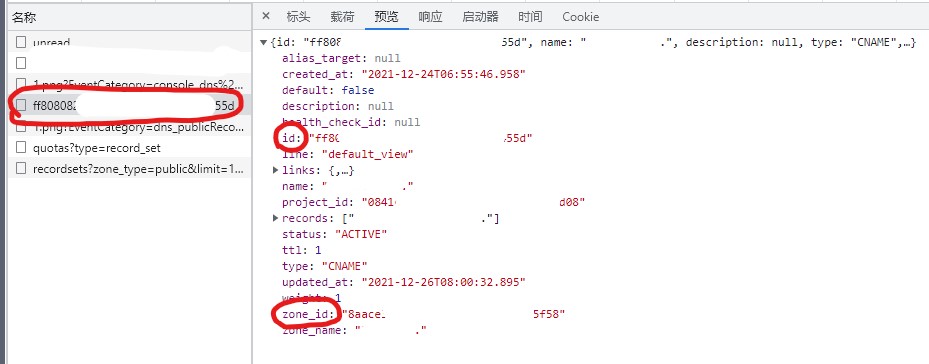 名称
unread
1.png?EventCategory=console_dns%2...
ff80808 55d
1.png?EventCategory=dns_publicReco...
quotas?type=record_set
recordsets?zone_type=public&limit=1...
× 标头 载荷 预览 响应 启动器 时间 Cookie
▼{id: "ff808 55d", name: " .", description: null, type: "CNAME",…}
alias_target: null
created_at: "2021-12-24T06:55:46.958"
default: false
description: null
health_check_id: null
id: "ff8 55d"
line: "default_view"
▶ links: {,…}
name: " ."
project_id: "0841 d08"
▶ records: [" ."]
status: "ACTIVE"
ttl: 1
type: "CNAME"
updated_at: "2021-12-26T08:00:32.895"
weight: 1
zone_id: "8aace 5f58"
zone_name: " ."